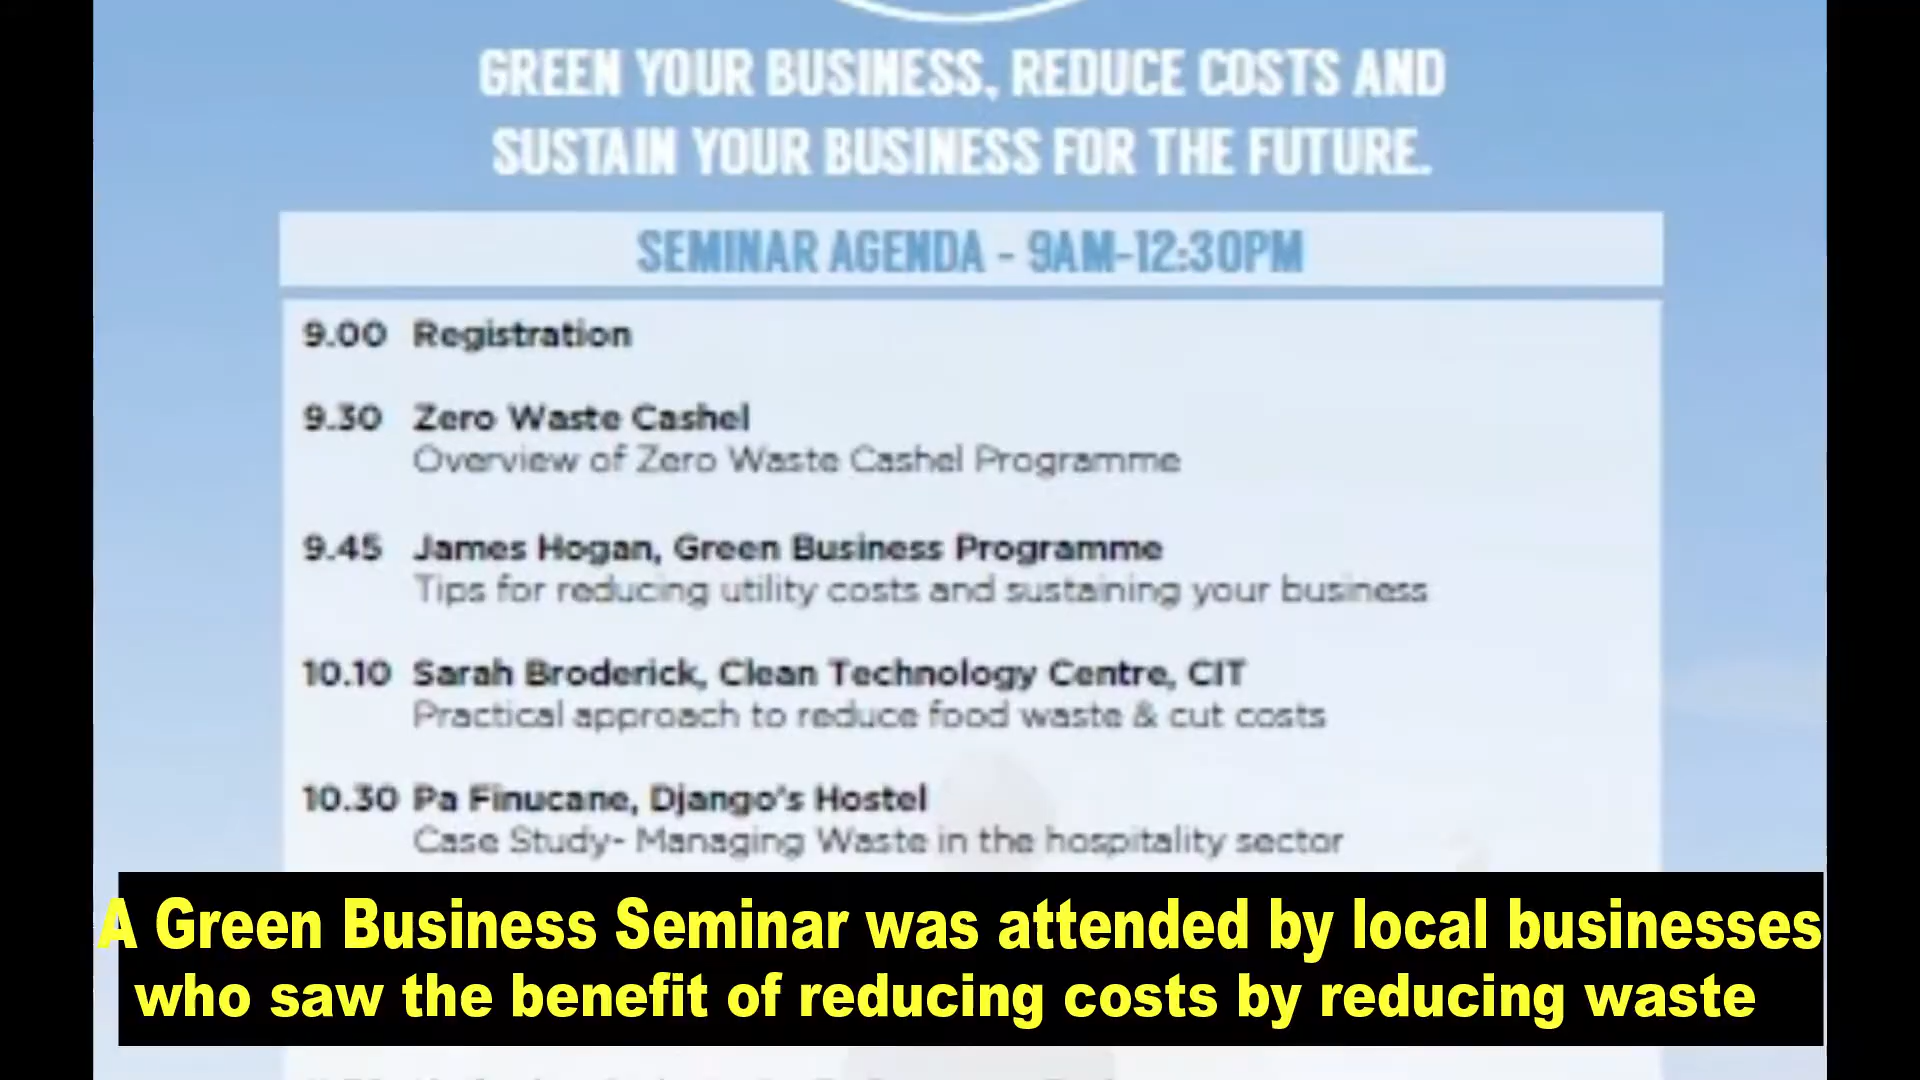 GREEN YOUR BUSINESS, REDUCE COSTS AND
SUSTAIN YOUR BUSINESS FOR THE FUTURE.
SEMINAR AGENDA - 9AM-12:30PM
9.00 Registration
9.30 Zero Waste Cashel
Overview of Zero Waste Cashel Programme
9.45 James Hogan, Green Business Programme
Tips for reducing utility costs and sustaining your business
10.10 Sarah Broderick, Clean Technology Centre, CIT
Practical approach to reduce food waste & cut costs
10.30 Pa Finucane, Django's Hostel
Case Study- Managing Waste in the hospitality sector
A Green Business Seminar was attended by local businesses
who saw the benefit of reducing costs by reducing waste